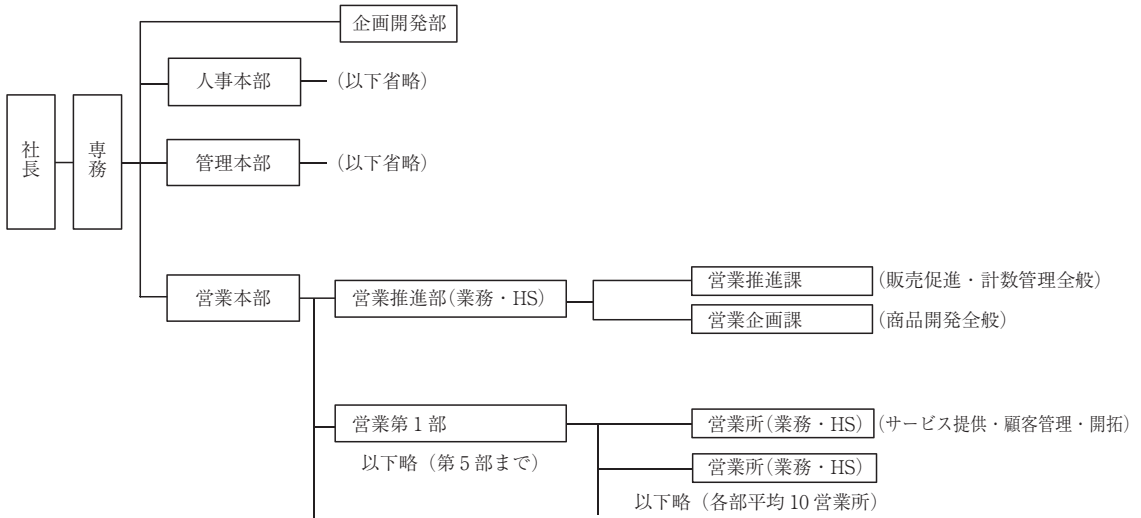 企画開発部
人事本部
(以下省略)
社長
専務
管理本部
(以下省略)
営業本部
営業推進部(業務・HS)
営業推進課
(販売促進・計数管理全般)
営業企画課
(商品開発全般)
営業第1部
営業所(業務・HS)
(サービス提供・顧客管理・開拓)
以下略(第5部まで)
営業所(業務・HS)
以下略(各部平均10営業所)